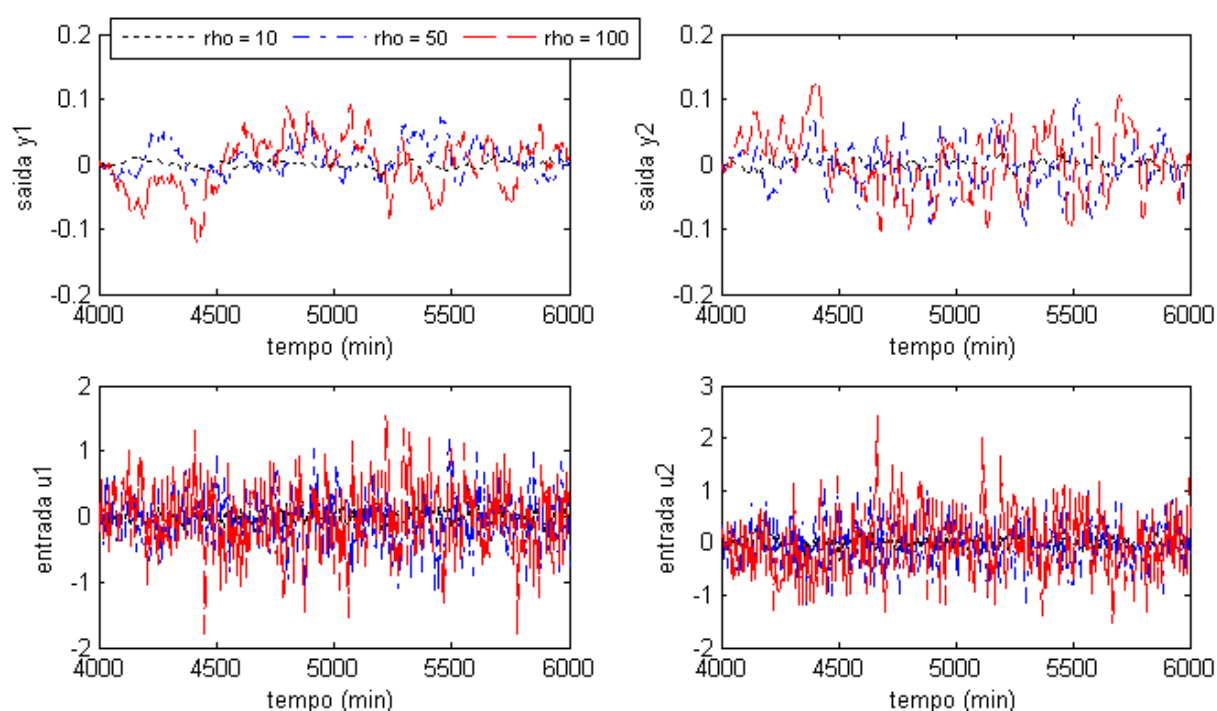 rho = 10 rho = 50 rho = 100
0.2
0.1
0
-0.1
-0.2
saida y1
4000 4500 5000 5500 6000
tempo (min)
0.2
0.1
0
-0.1
-0.2
saida y2
4000 4500 5000 5500 6000
tempo (min)
2
1
0
-1
-2
entrada u1
4000 4500 5000 5500 6000
tempo (min)
3
2
1
0
-1
-2
entrada u2
4000 4500 5000 5500 6000
tempo (min)